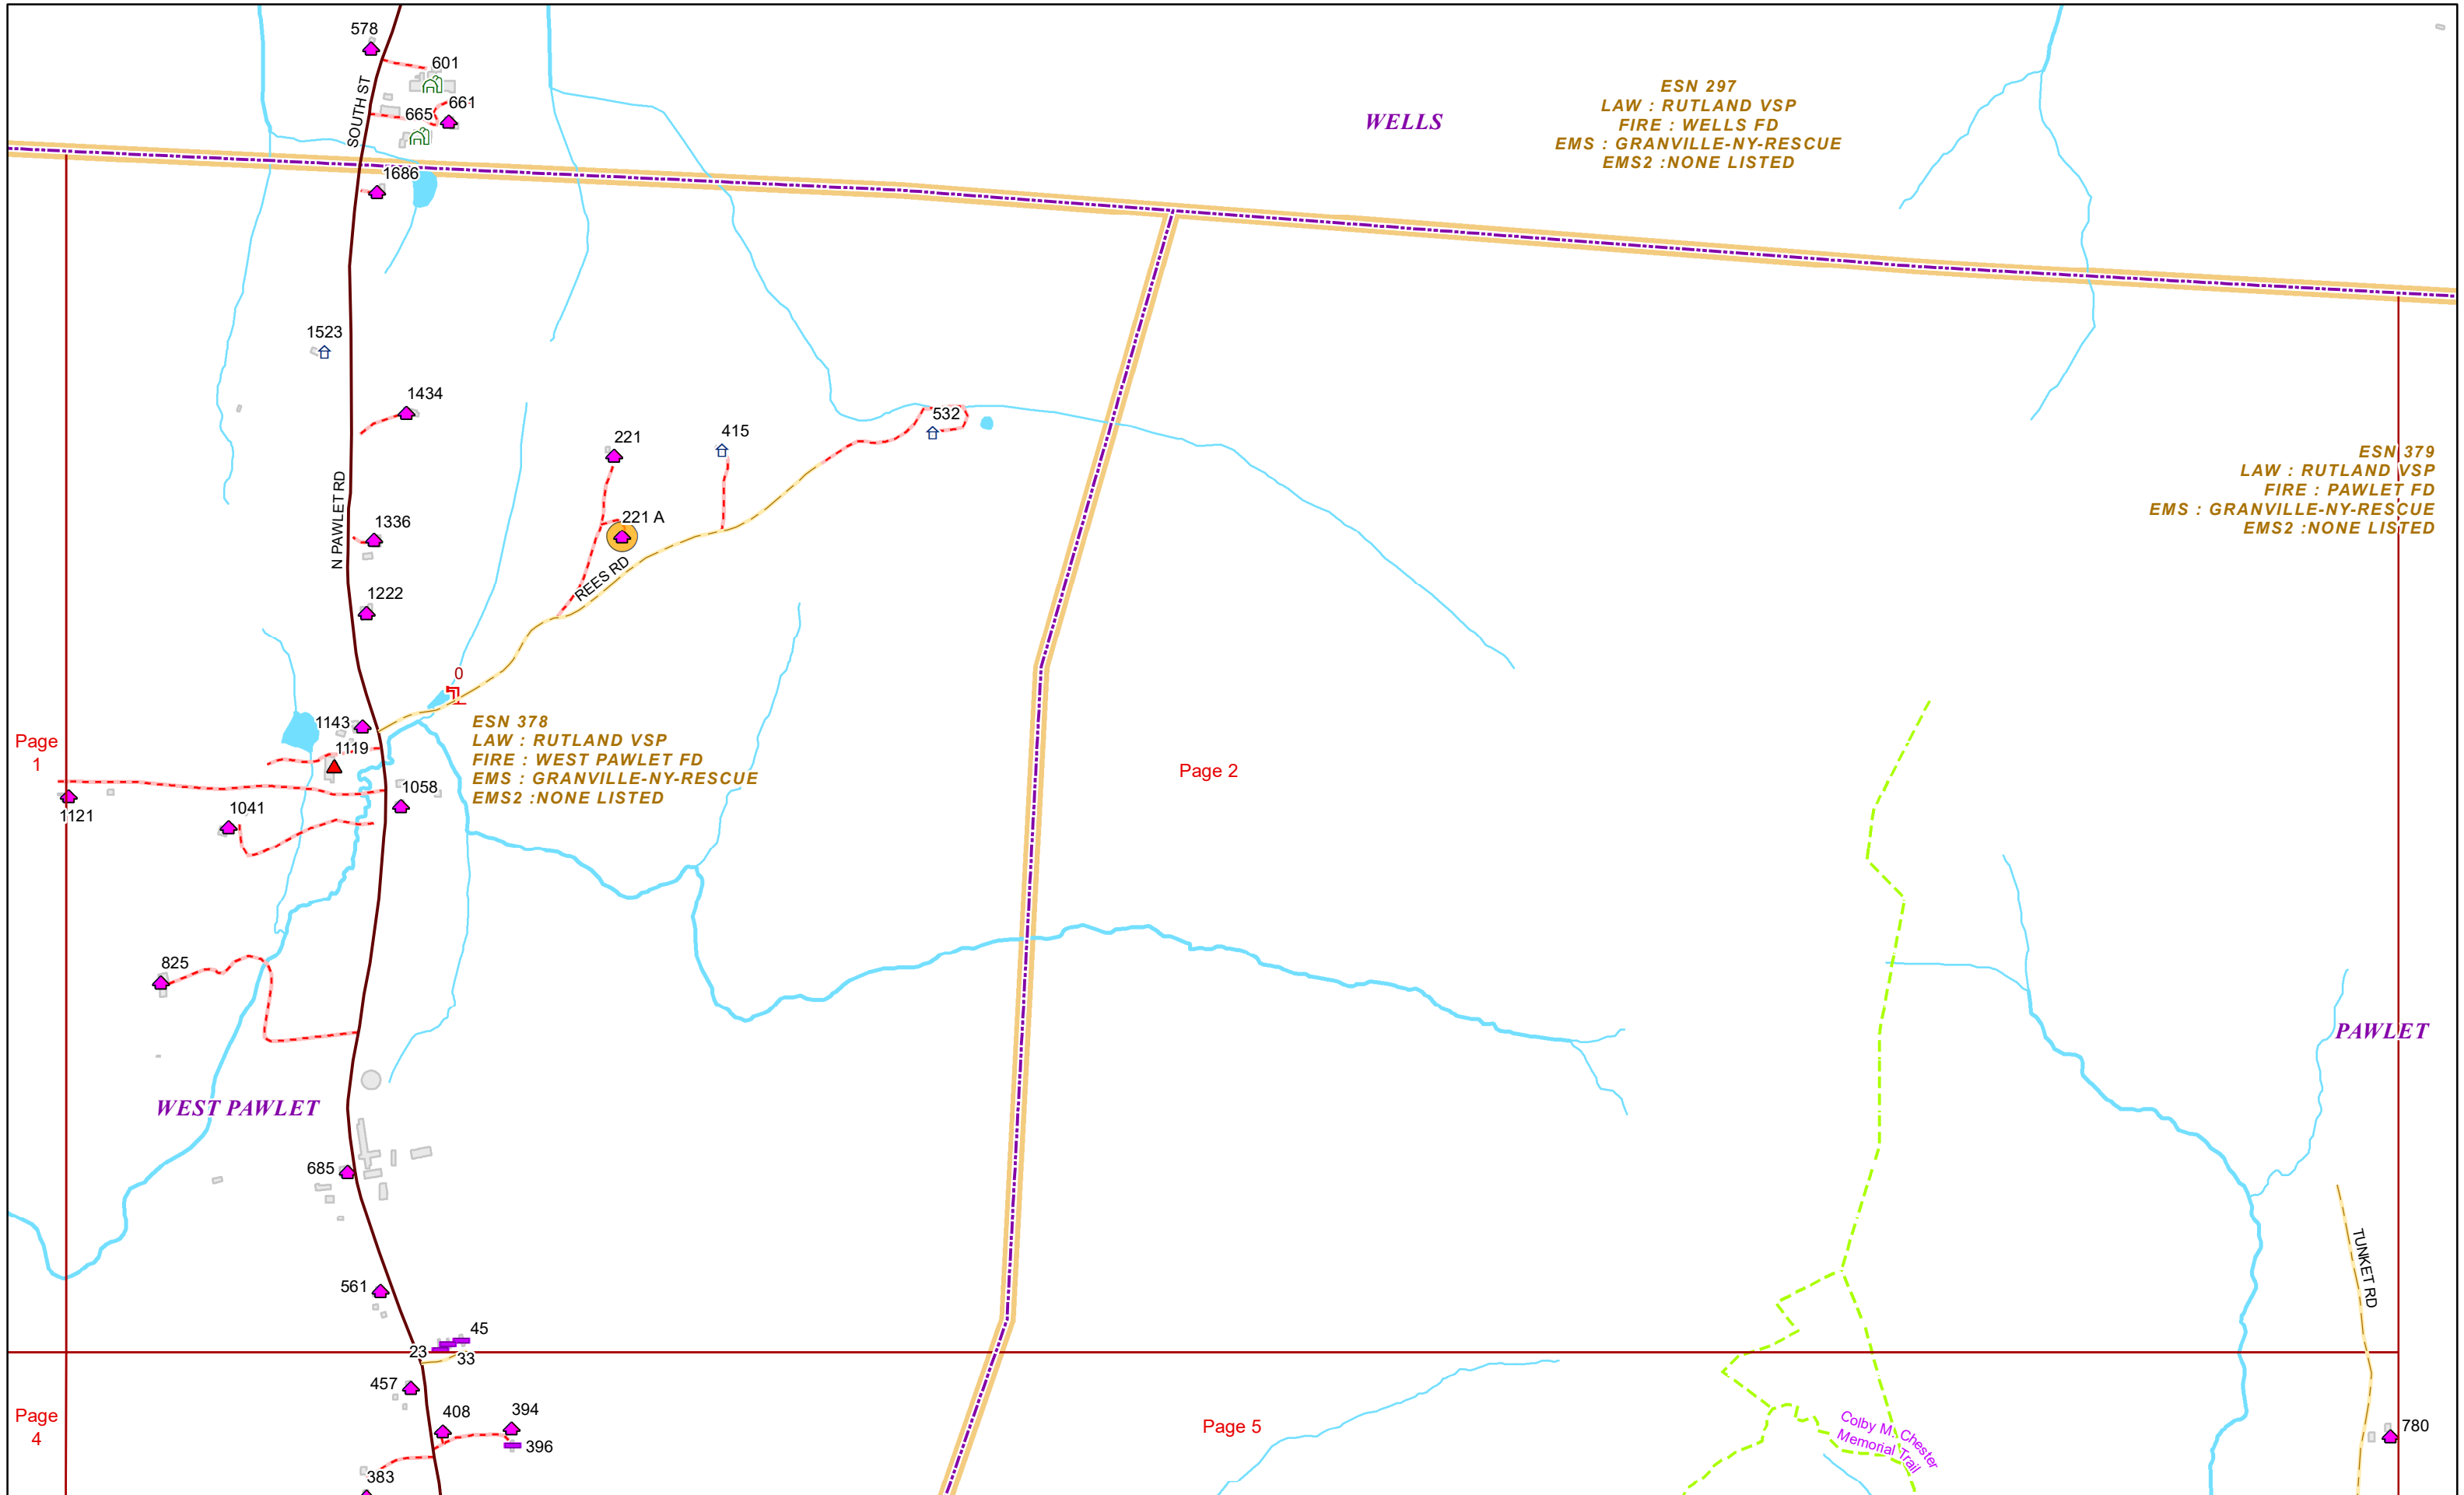 578
601
SOUTH ST
661
665
WELLS
ESN 297
LAW : RUTLAND VSP
FIRE : WELLS FD
EMS : GRANVILLE-NY-RESCUE
EMS2 :NONE LISTED
1686
1523
1434
532
415
221
ESN 379
LAW : RUTLAND VSP
FIRE : PAWLET FD
EMS : GRANVILLE-NY-RESCUE
EMS2 :NONE LISTED
N PAWLET RD
1336
221 A
REES RD
1222
0
1143
1119
ESN 378
LAW : RUTLAND VSP
FIRE : WEST PAWLET FD
EMS : GRANVILLE-NY-RESCUE
EMS2 :NONE LISTED
Page
1
Page 2
1121
1041
1058
825
PAWLET
WEST PAWLET
685
561
TUNKET RD
45
23
33
457
408
394
396
383
Page
4
Page 5
Colby M. Chester
Memorial Trail
780